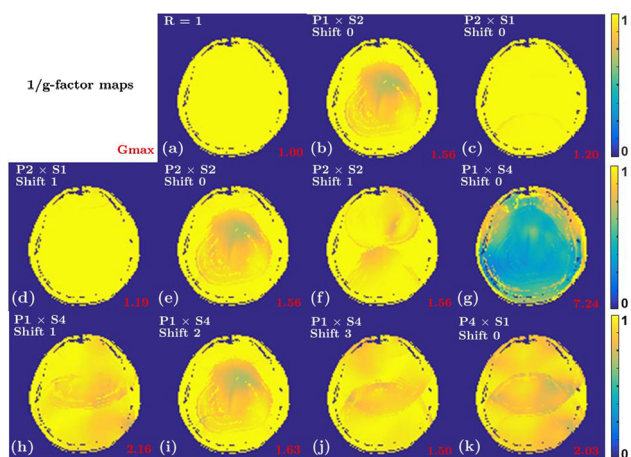 R = 1
P1 × S2
Shift 0
P2 × S1
Shift 0
1
1/g-factor maps
Gmax
(a)
1.00
(b)
1.56
(c)
1.20
0
P2 × S1
Shift 1
P2 × S2
Shift 0
P2 × S2
Shift 1
P1 × S4
Shift 0
1
(d)
1.19
(e)
1.56
(f)
1.56
(g)
7.24
0
P1 × S4
Shift 1
P1 × S4
Shift 2
P1 × S4
Shift 3
P4 × S1
Shift 0
1
(h)
2.16
(i)
1.63
(j)
1.50
(k)
2.03
0